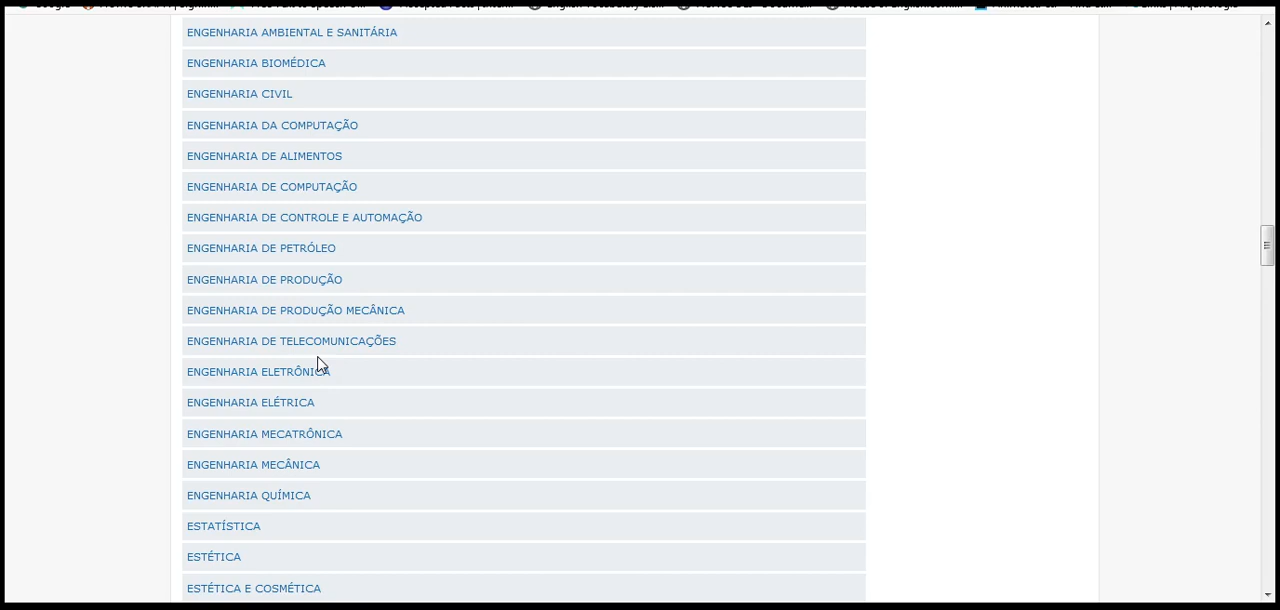 ENGENHARIA AMBIENTAL E SANITÁRIA
ENGENHARIA BIOMÉDICA
ENGENHARIA CIVIL
ENGENHARIA DA COMPUTAÇÃO
ENGENHARIA DE ALIMENTOS
ENGENHARIA DE COMPUTAÇÃO
ENGENHARIA DE CONTROLE E AUTOMAÇÃO
ENGENHARIA DE PETRÓLEO
ENGENHARIA DE PRODUÇÃO
ENGENHARIA DE PRODUÇÃO MECÂNICA
ENGENHARIA DE TELECOMUNICAÇÕES
ENGENHARIA ELETRÔNICA
ENGENHARIA ELÉTRICA
ENGENHARIA MECATRÔNICA
ENGENHARIA MECÂNICA
ENGENHARIA QUÍMICA
ESTATÍSTICA
ESTÉTICA
ESTÉTICA E COSMÉTICA